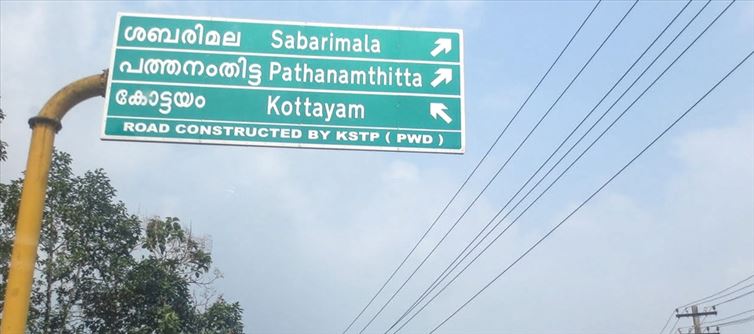 ശബരിമല Sabarimala
പത്തനംതിട്ട Pathanamthitta
കോട്ടയം Kottayam
ROAD CONSTRUCTED BY KSTP ( PWD )